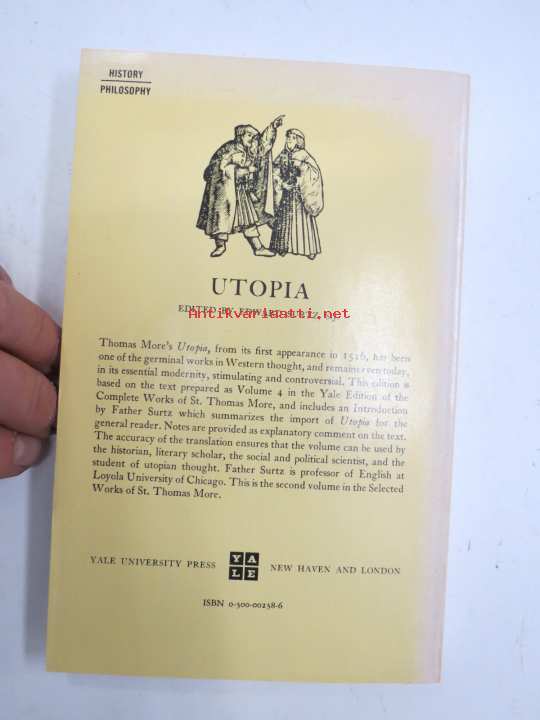 HISTORY
PHILOSOPHY
UTOPIA
EDITED BY EDWARD
Antikvariaatti.net
Thomas More's Utopia, from its first appearance in 1516, has been
one of the germinal works in Western thought, and remains even today,
in its essential modernity, stimulating and controversial. This edition is
based on the text prepared as Volume 4 in the Yale Edition of the
Complete Works of St. Thomas More, and includes an Introduction
by Father Surtz which summarizes the import of Utopia for the
general reader. Notes are provided as explanatory comment on the text.
The accuracy of the translation ensures that the volume can be used by
the historian, literary scholar, the social and political scientist, and the
student of utopian thought. Father Surtz is professor of English at
Loyola University of Chicago. This is the second volume in the Selected
Works of St. Thomas More.
YALE UNIVERSITY PRESS YALE NEW HAVEN AND LONDON
ISBN 0-300-00238-6